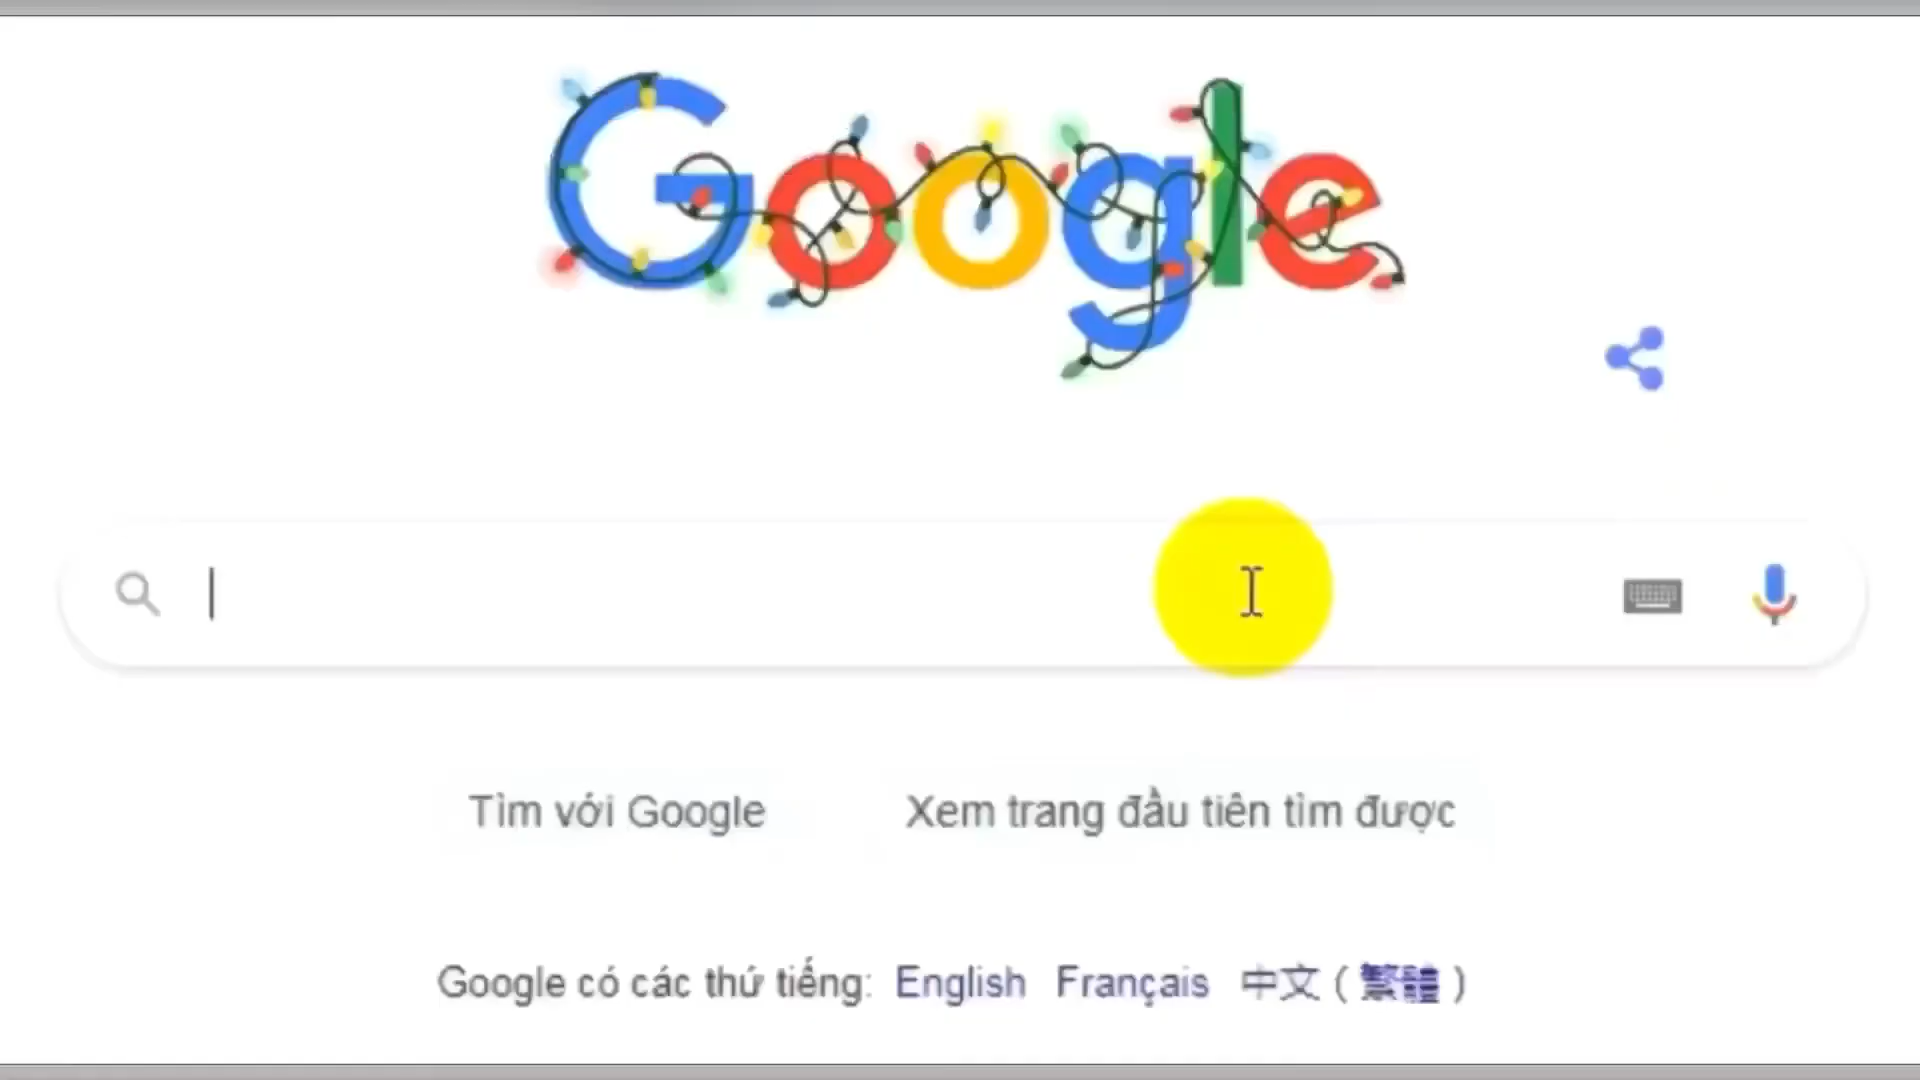 Google
Tìm với Google Xem trang đầu tiên tìm được
Google có các thứ tiếng: English Français 中文 (繁體)